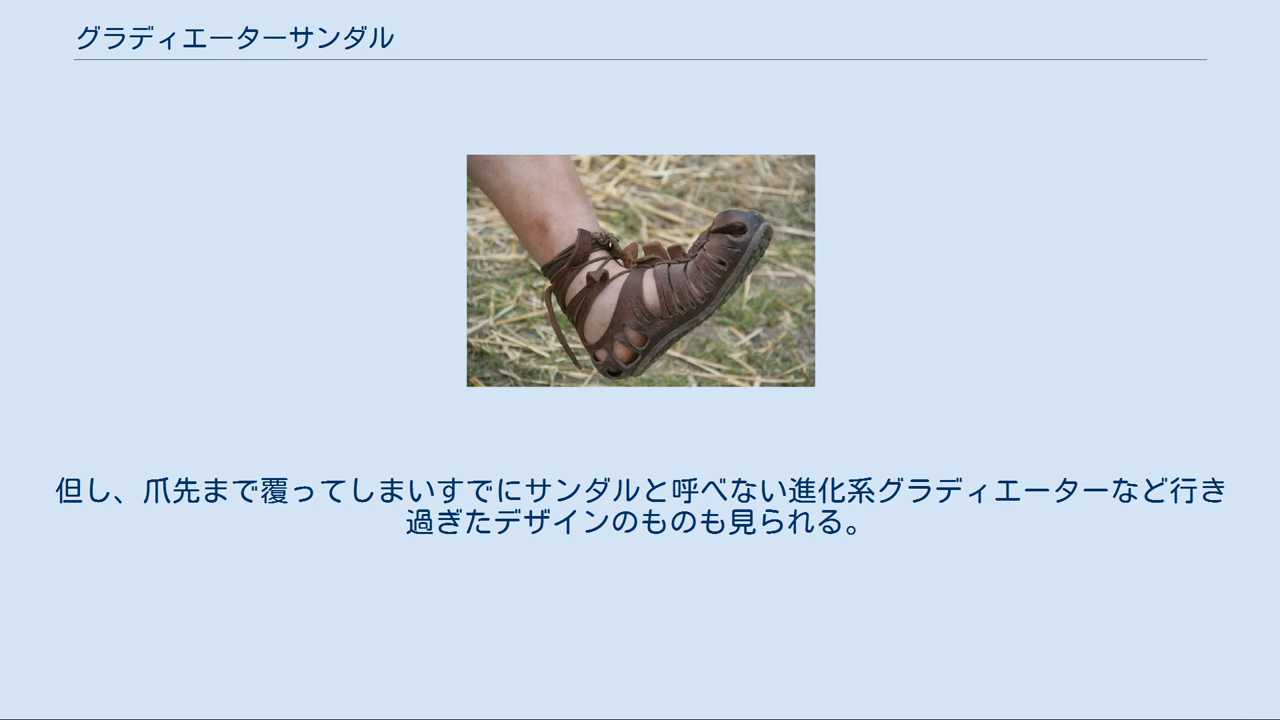 グラディエーターサンダル
但し、爪先まで覆ってしまいすでにサンダルと呼べない進化系グラディエーターなど行き
過ぎたデザインのものも見られる。